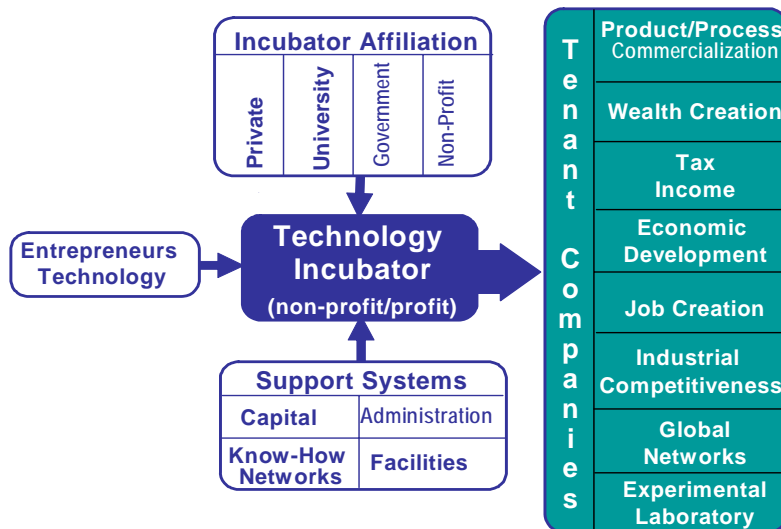 Incubator Affiliation
Private
University
Government
Non-Profit
Entrepreneurs
Technology
Technology
Incubator
(non-profit/profit)
Support Systems
Capital
Administration
Know-How
Networks
Facilities
Tenant Companies
Product/Process
Commercialization
Wealth Creation
Tax
Income
Economic
Development
Job Creation
Industrial
Competitiveness
Global
Networks
Experimental
Laboratory